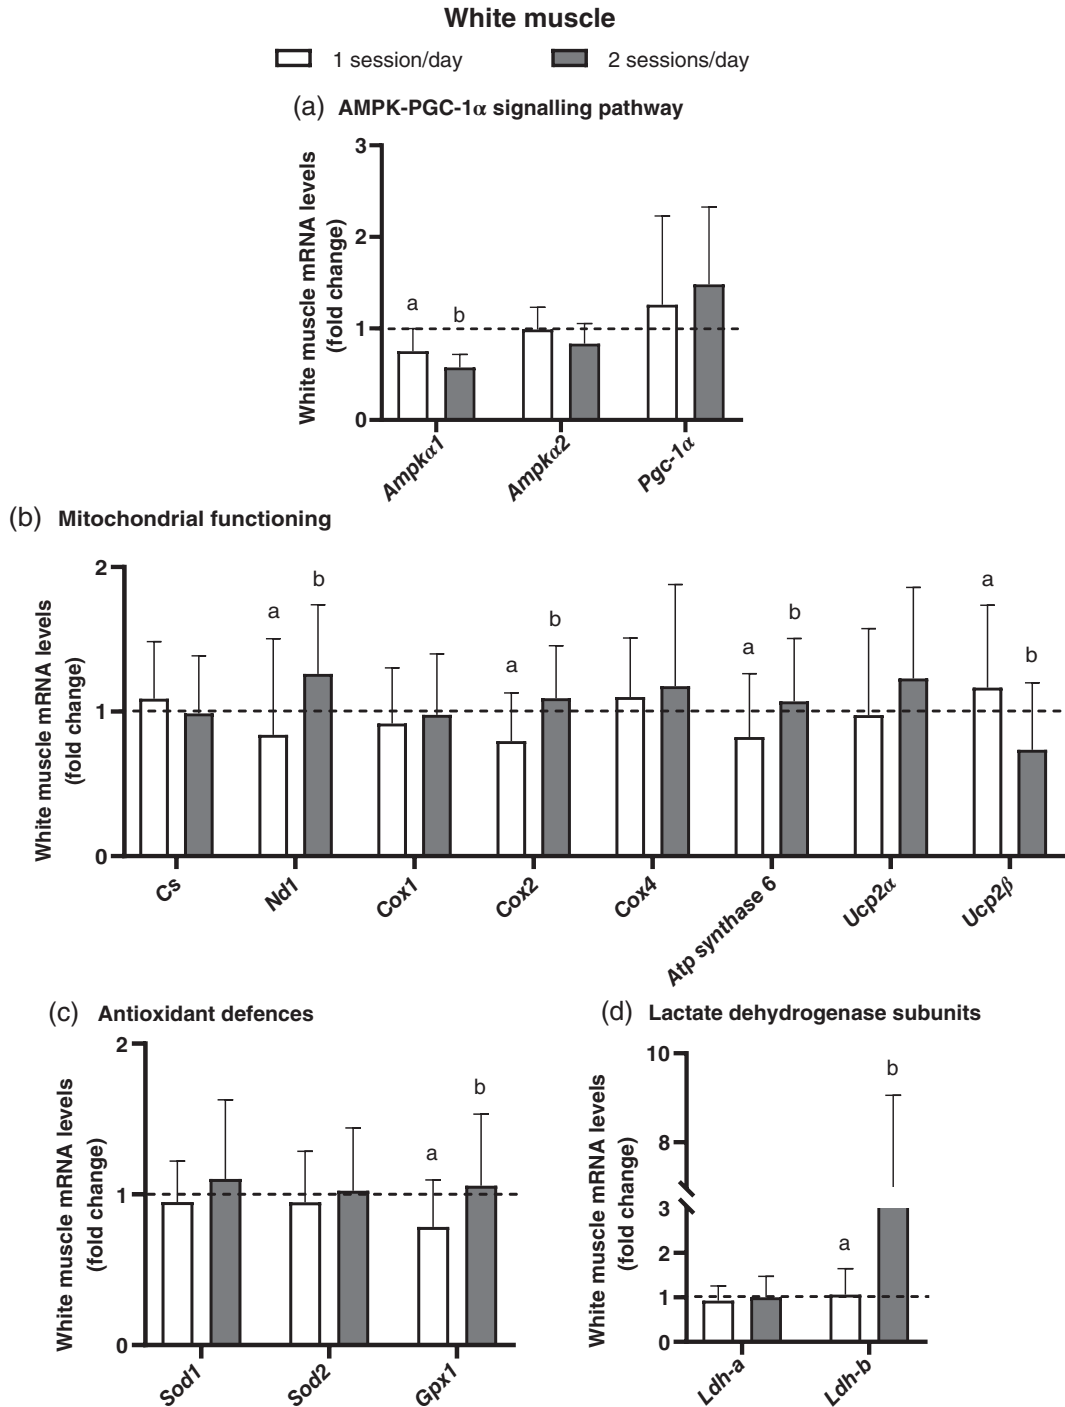 White muscle
1 session/day 2 sessions/day
(a) AMPK-PGC-1α signalling pathway
White muscle mRNA levels
(fold change)
3
2
1
0
a
b
Ampkα1 Ampkα2 Pgc-1α
(b) Mitochondrial functioning
White muscle mRNA levels
(fold change)
2
1
0
a b a b a b a b
Cs Nd1 Cox1 Cox2 Cox4 Atp synthase 6 Ucp2α Ucp2β
(c) Antioxidant defences
White muscle mRNA levels
(fold change)
2
1
0
a b
Sod1 Sod2 Gpx1
(d) Lactate dehydrogenase subunits
White muscle mRNA levels
(fold change)
10
8
3
2
1
0
a b
Ldh-a Ldh-b